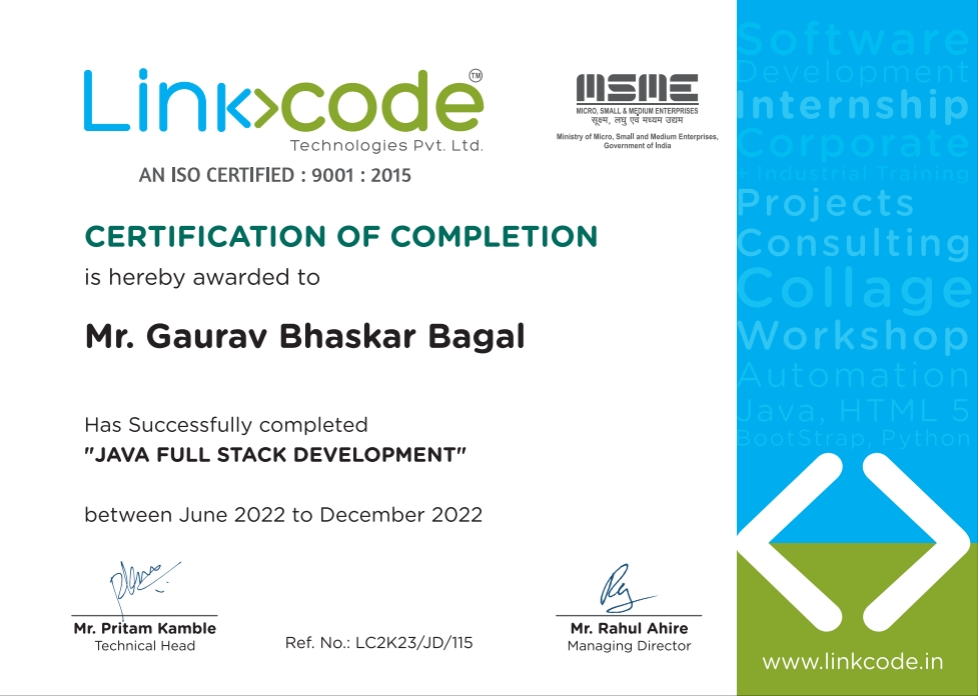 Link>code TM
Technologies Pvt. Ltd.
AN ISO CERTIFIED : 9001 : 2015
MSME
MICRO, SMALL & MEDIUM ENTERPRISES
सूक्ष्म, लघु एवं मध्यम उद्यम
Ministry of Micro, Small and Medium Enterprises,
Government of India
CERTIFICATION OF COMPLETION
is hereby awarded to
Mr. Gaurav Bhaskar Bagal
Has Successfully completed
"JAVA FULL STACK DEVELOPMENT"
between June 2022 to December 2022
Mr. Pritam Kamble
Technical Head
Ref. No.: LC2K23/JD/115
Mr. Rahul Ahire
Managing Director
Software
Development
Internship
Corporate
+ Industrial Training
Projects
Consulting
Collage
Workshop
Automation
Java, HTML 5
BootStrap, Python
www.linkcode.in